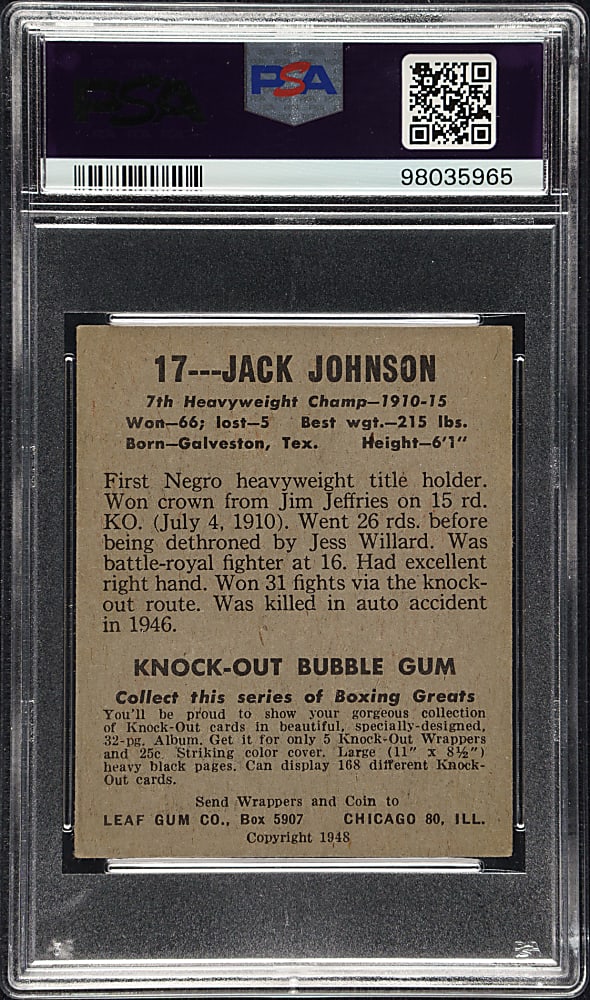 PSA
PSA
98035965
17---JACK JOHNSON
7th Heavyweight Champ—1910-15
Won—66; lost—5 Best wgt.—215 lbs.
Born—Galveston, Tex. Height—6'1"
First Negro heavyweight title holder.
Won crown from Jim Jeffries on 15 rd.
KO. (July 4, 1910). Went 26 rds. before
being dethroned by Jess Willard. Was
battle-royal fighter at 16. Had excellent
right hand. Won 31 fights via the knock-
out route. Was killed in auto accident
in 1946.
KNOCK-OUT BUBBLE GUM
Collect this series of Boxing Greats
You'll be proud to show your gorgeous collection
of Knock-Out cards in beautiful, specially-designed,
32-pg. Album. Get it for only 5 Knock-Out Wrappers
and 25c. Striking color cover. Large (11" x 8½")
heavy black pages. Can display 168 different Knock-
Out cards.
Send Wrappers and Coin to
LEAF GUM CO., Box 5907 CHICAGO 80, ILL.
Copyright 1948
PSA